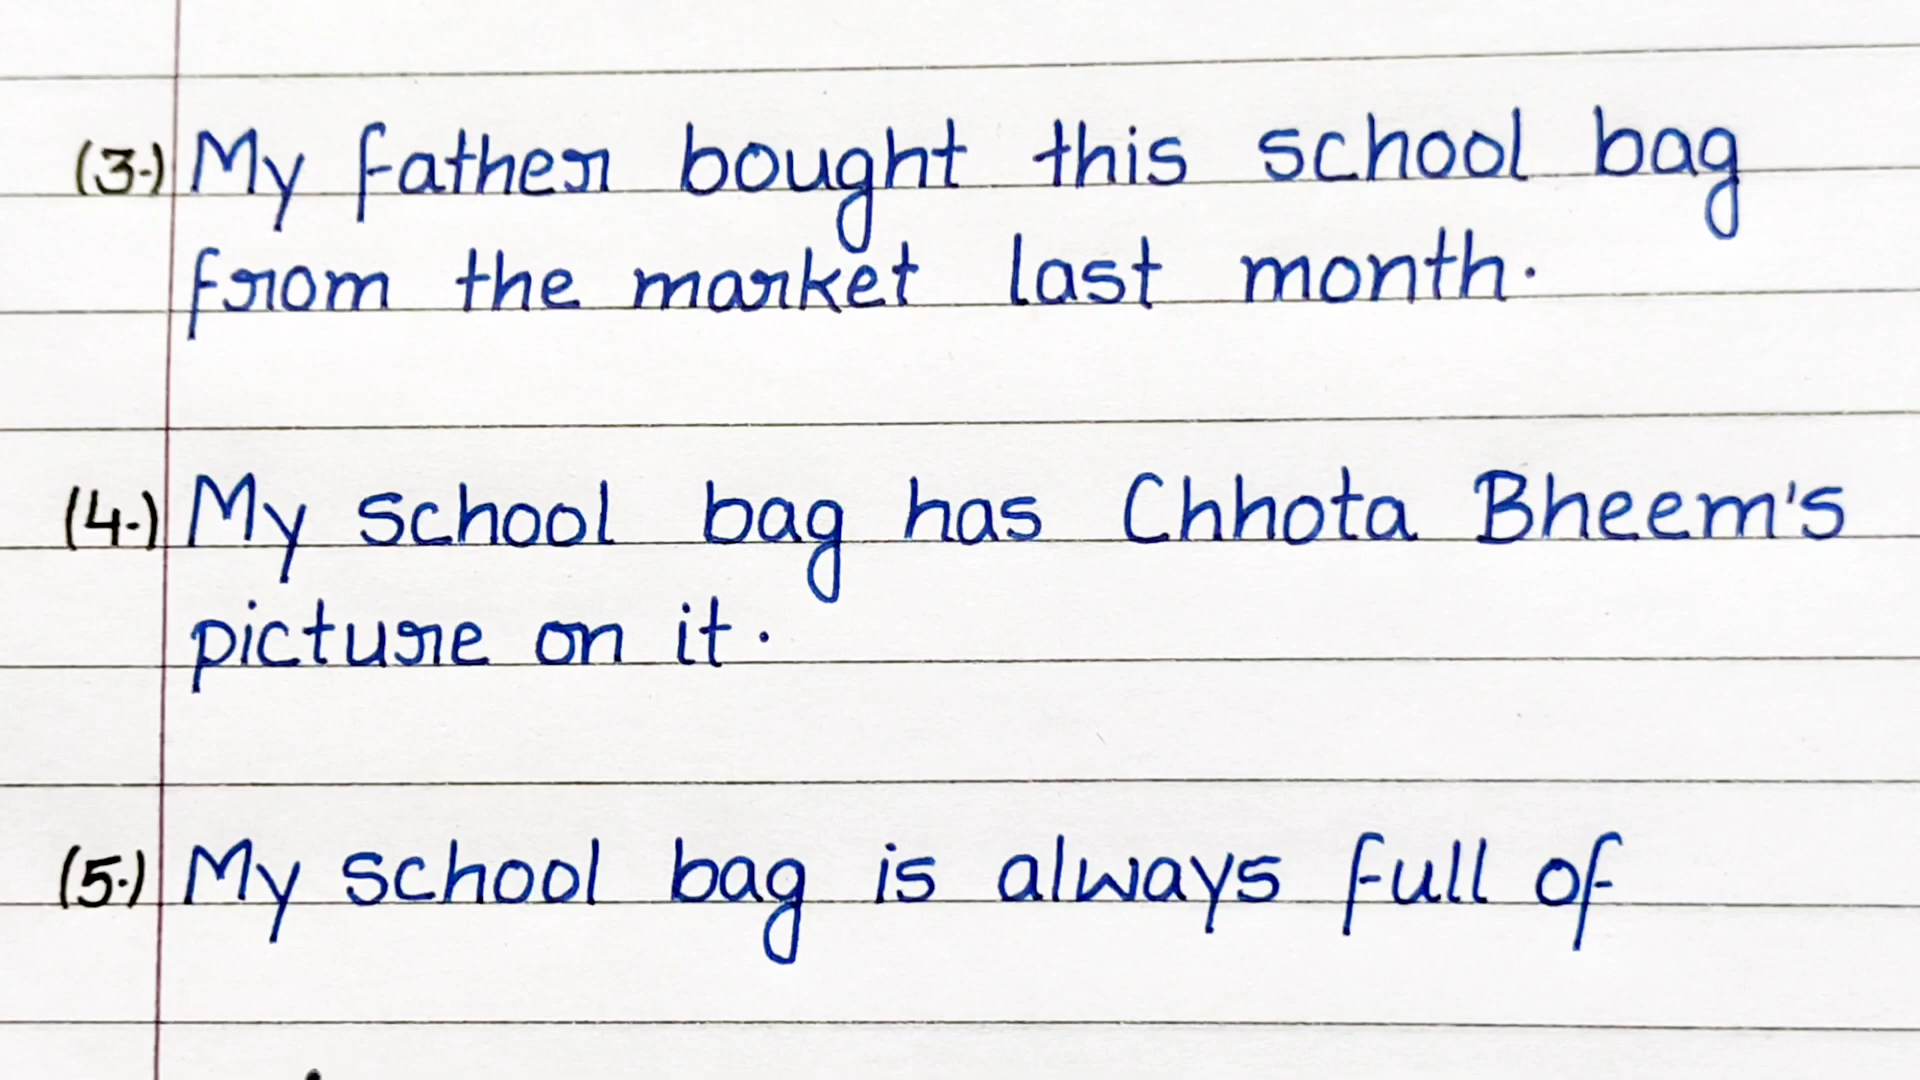 (3.) My father bought this school bag
from the market last month.
(4.) My school bag has Chhota Bheem's
picture on it.
(5.) My school bag is always full of